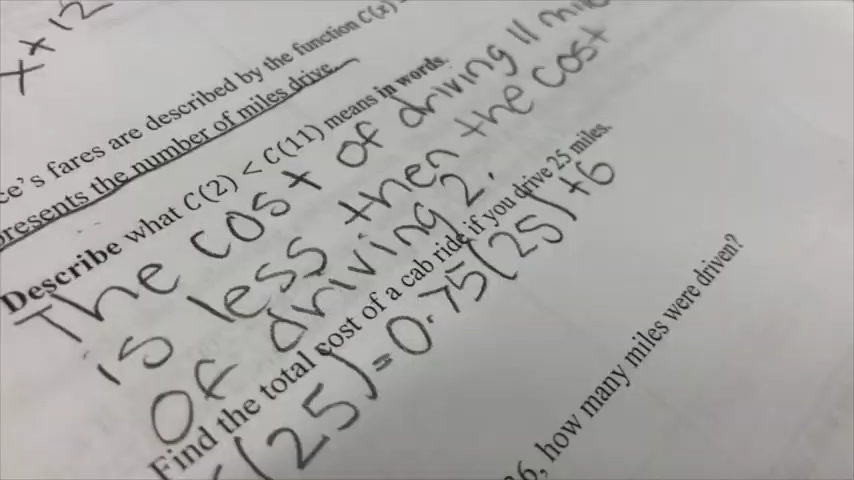 x + 12
ce's fares are described by the function C(x)
presents the number of miles drive
Describe what C(2) < C(11) means in words.
The cost of driving 11
is less then the cost
of driving 2.
Find the total cost of a cab ride if you drive 25 miles.
(25)=0.75(25)+6
6, how many miles were driven?